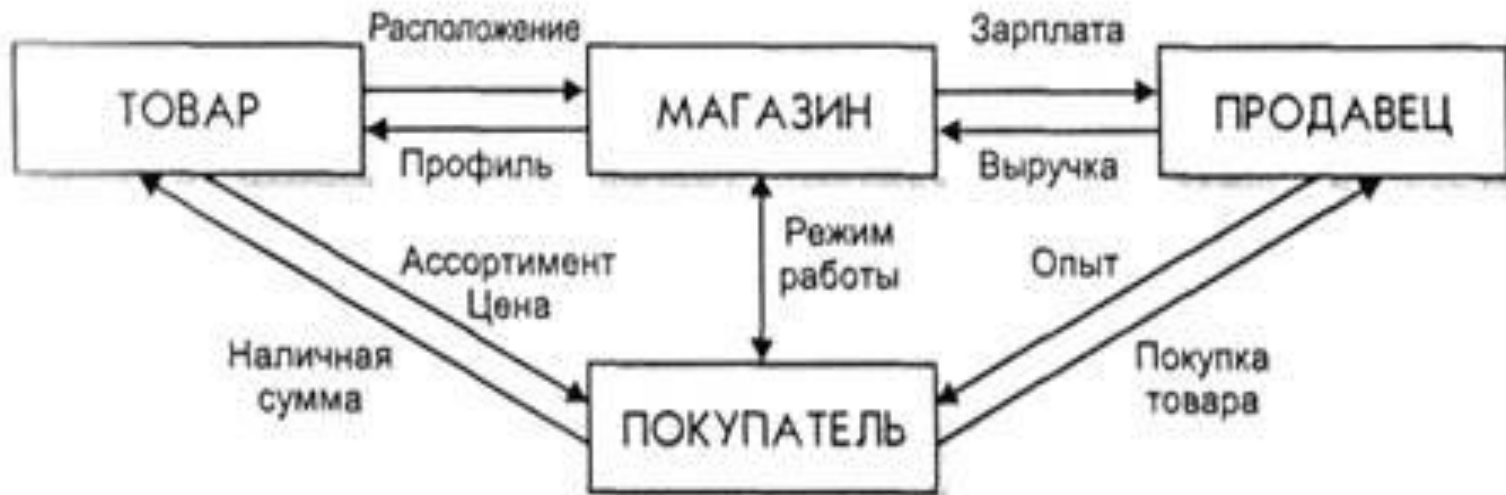 Расположение
Зарплата
ТОВАР
МАГАЗИН
ПРОДАВЕЦ
Профиль
Выручка
Ассортимент
Цена
Режим
работы
Опыт
Наличная
сумма
Покупка
товара
ПОКУПАТЕЛЬ